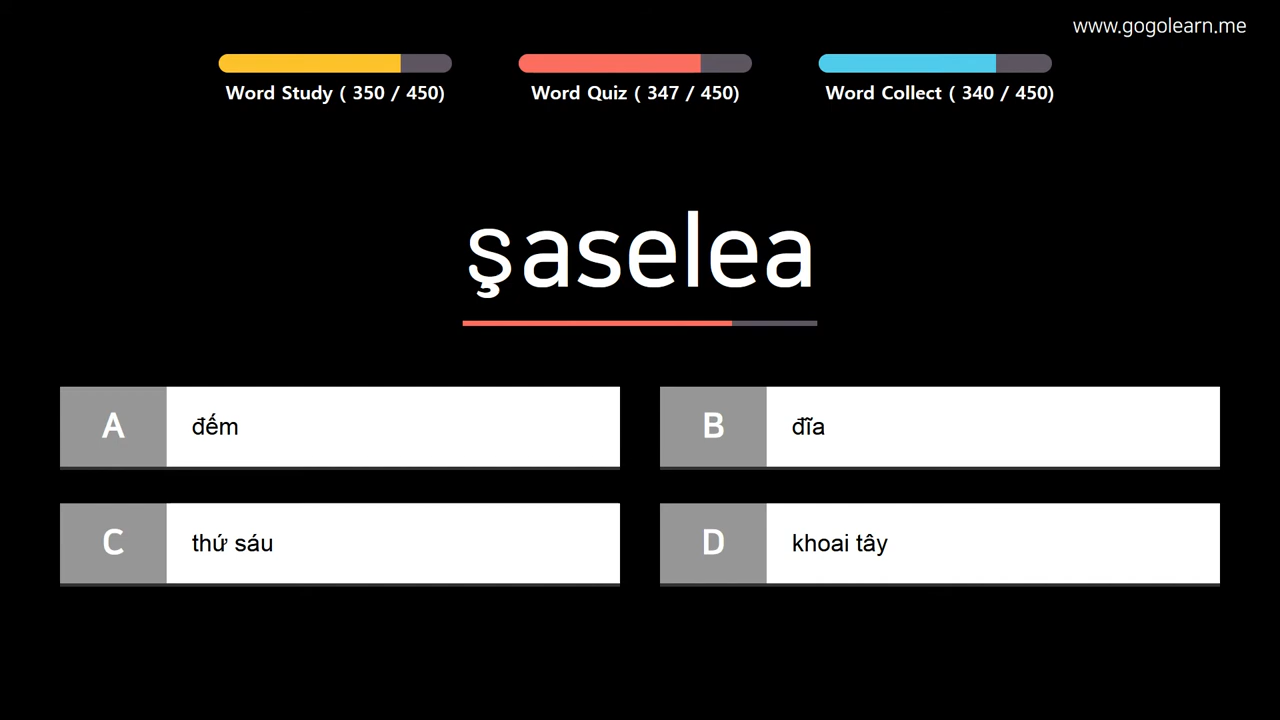 www.gogolearn.me
Word Study ( 350 / 450)
Word Quiz ( 347 / 450)
Word Collect ( 340 / 450)
şaselea
A đếm
B đĩa
C thứ sáu
D khoai tây